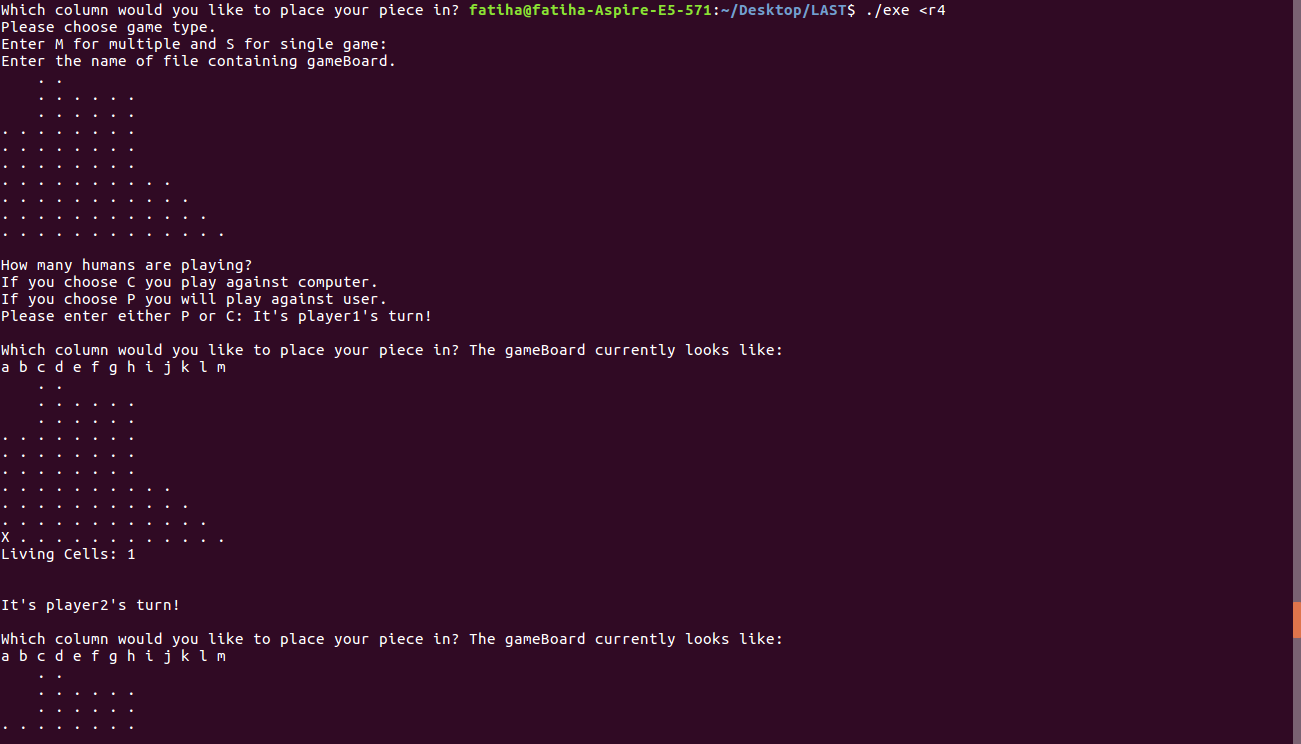 Which column would you like to place your piece in? fatiha@fatiha-Aspire-E5-571:~/Desktop/LAST$ ./exe <r4
Please choose game type.
Enter M for multiple and S for single game:
Enter the name of file containing gameBoard.
    . .
    . . . . . .
    . . . . . .
. . . . . . . .
. . . . . . . .
. . . . . . . .
. . . . . . . . . .
. . . . . . . . . . .
. . . . . . . . . . . .
. . . . . . . . . . . . .

How many humans are playing?
If you choose C you play against computer.
If you choose P you will play against user.
Please enter either P or C: It's player1's turn!

Which column would you like to place your piece in? The gameBoard currently looks like:
a b c d e f g h i j k l m
    . .
    . . . . . .
    . . . . . .
. . . . . . . .
. . . . . . . .
. . . . . . . .
. . . . . . . . . .
. . . . . . . . . . .
. . . . . . . . . . . .
X . . . . . . . . . . . .
Living Cells: 1


It's player2's turn!

Which column would you like to place your piece in? The gameBoard currently looks like:
a b c d e f g h i j k l m
    . .
    . . . . . .
    . . . . . .
. . . . . . . .